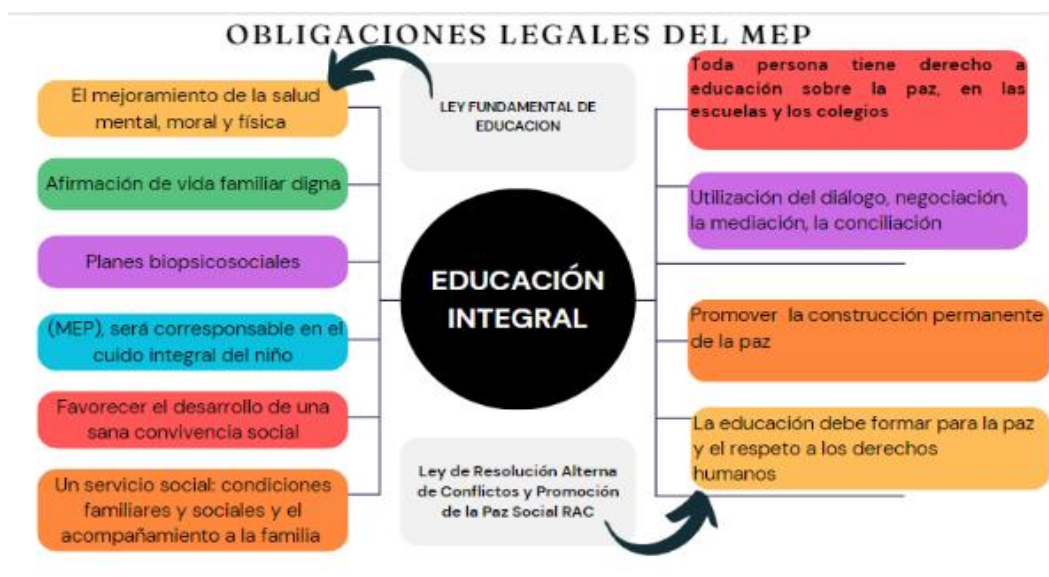 OBLIGACIONES LEGALES DEL MEP
LEY FUNDAMENTAL DE
EDUCACION
El mejoramiento de la salud
mental, moral y física
Afirmación de vida familiar digna
Planes biopsicosociales
(MEP), será corresponsable en el
cuido integral del niño
Favorecer el desarrollo de una
sana convivencia social
Un servicio social: condiciones
familiares y sociales y el
acompañamiento a la familia
EDUCACIÓN
INTEGRAL
Ley de Resolución Alterna
de Conflictos y Promoción
de la Paz Social RAC
Toda persona tiene derecho a
educación sobre la paz, en las
escuelas y los colegios
Utilización del diálogo, negociación,
la mediación, la conciliación
Promover la construcción permanente
de la paz
La educación debe formar para la paz
y el respeto a los derechos
humanos